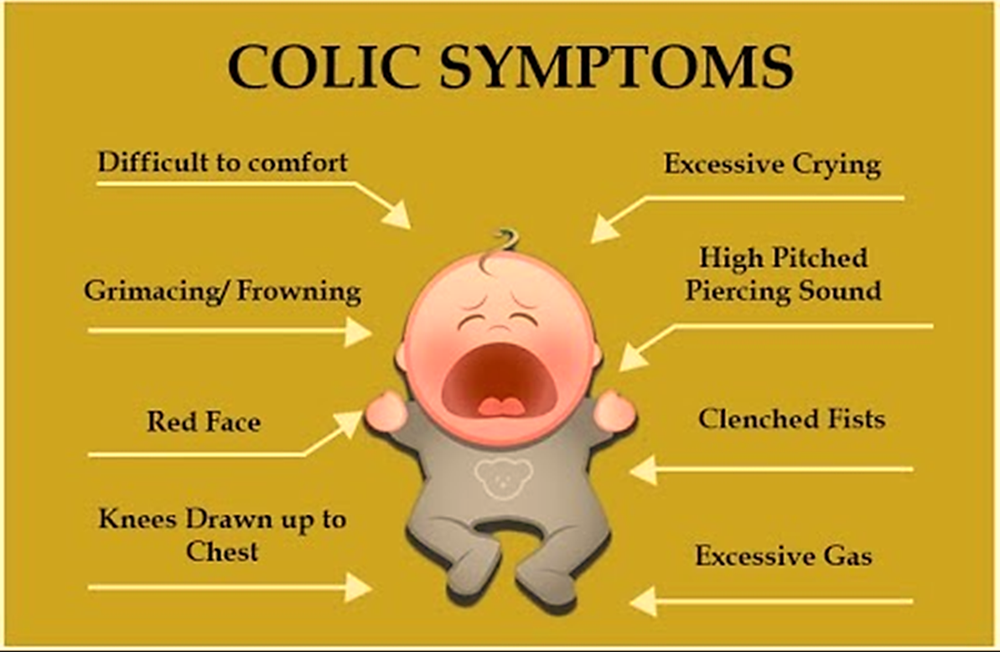 COLIC SYMPTOMS
Difficult to comfort
Excessive Crying
Grimacing/ Frowning
High Pitched
Piercing Sound
Red Face
Clenched Fists
Knees Drawn up to
Chest
Excessive Gas